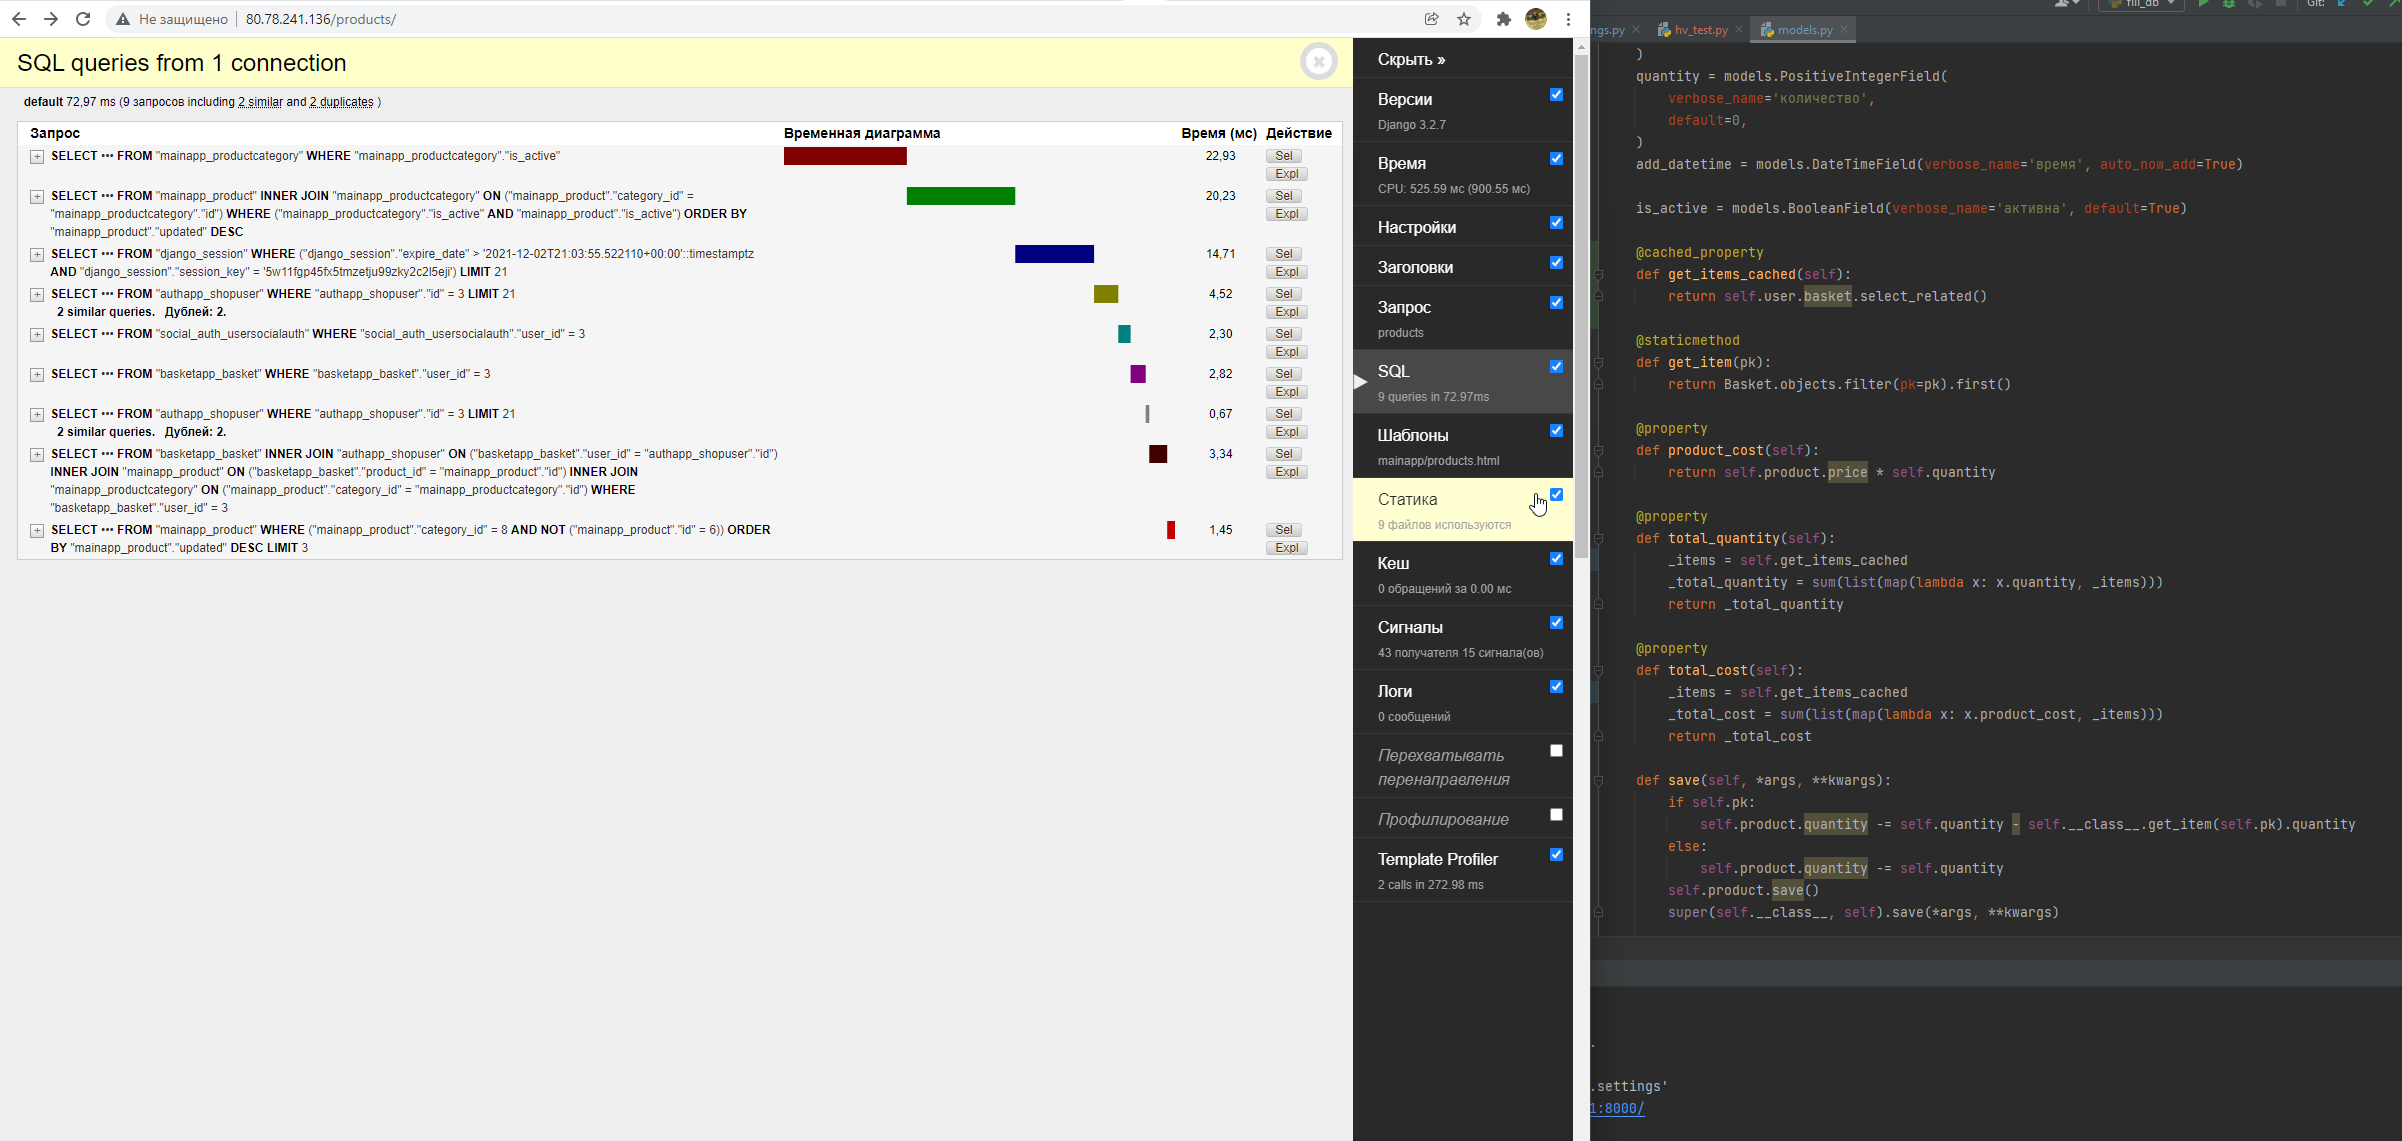 Не защищено
80.78.241.136/products/
SQL queries from 1 connection
default 72,97 ms (9 запросов including 2 similar and 2 duplicates )
Запрос Временная диаграмма Время (мс) Действие
SELECT ••• FROM "mainapp_productcategory" WHERE "mainapp_productcategory"."is_active" 22,93 Sel
Expl
SELECT ••• FROM "mainapp_product" INNER JOIN "mainapp_productcategory" ON ("mainapp_product"."category_id" = 20,23 Sel
"mainapp_productcategory"."id") WHERE ("mainapp_productcategory"."is_active" AND "mainapp_product"."is_active") ORDER BY Expl
"mainapp_product"."updated" DESC
SELECT ••• FROM "django_session" WHERE ("django_session"."expire_date" > '2021-12-02T21:03:55.522110+00:00'::timestamptz 14,71 Sel
AND "django_session"."session_key" = '5w11fgp45fx5tmzetju99zky2c2l5eji') LIMIT 21 Expl
SELECT ••• FROM "authapp_shopuser" WHERE "authapp_shopuser"."id" = 3 LIMIT 21 4,52 Sel
2 similar queries. Дублей: 2. Expl
SELECT ••• FROM "social_auth_usersocialauth" WHERE "social_auth_usersocialauth"."user_id" = 3 2,30 Sel
Expl
SELECT ••• FROM "basketapp_basket" WHERE "basketapp_basket"."user_id" = 3 2,82 Sel
Expl
SELECT ••• FROM "authapp_shopuser" WHERE "authapp_shopuser"."id" = 3 LIMIT 21 0,67 Sel
2 similar queries. Дублей: 2. Expl
SELECT ••• FROM "basketapp_basket" INNER JOIN "authapp_shopuser" ON ("basketapp_basket"."user_id" = "authapp_shopuser"."id") 3,34 Sel
INNER JOIN "mainapp_product" ON ("basketapp_basket"."product_id" = "mainapp_product"."id") INNER JOIN Expl
"mainapp_productcategory" ON ("mainapp_product"."category_id" = "mainapp_productcategory"."id") WHERE
"basketapp_basket"."user_id" = 3
SELECT ••• FROM "mainapp_product" WHERE ("mainapp_product"."category_id" = 8 AND NOT ("mainapp_product"."id" = 6)) ORDER 1,45 Sel
BY "mainapp_product"."updated" DESC LIMIT 3 Expl
Скрыть »
Версии
Django 3.2.7
Время
CPU: 525.59 мс (900.55 мс)
Настройки
Заголовки
Запрос
products
SQL
9 queries in 72.97ms
Шаблоны
mainapp/products.html
Статика
9 файлов используются
Кеш
0 обращений за 0.00 мс
Сигналы
43 получателя 15 сигнала(ов)
Логи
0 сообщений
Перехватывать
перенаправления
Профилирование
Template Profiler
2 calls in 272.98 ms
fill_db Git:
ngs.py hv_test.py models.py
)
quantity = models.PositiveIntegerField(
verbose_name='количество',
default=0,
)
add_datetime = models.DateTimeField(verbose_name='время', auto_now_add=True)
is_active = models.BooleanField(verbose_name='активна', default=True)
@cached_property
def get_items_cached(self):
return self.user.basket.select_related()
@staticmethod
def get_item(pk):
return Basket.objects.filter(pk=pk).first()
@property
def product_cost(self):
return self.product.price * self.quantity
@property
def total_quantity(self):
_items = self.get_items_cached
_total_quantity = sum(list(map(lambda x: x.quantity, _items)))
return _total_quantity
@property
def total_cost(self):
_items = self.get_items_cached
_total_cost = sum(list(map(lambda x: x.product_cost, _items)))
return _total_cost
def save(self, *args, **kwargs):
if self.pk:
self.product.quantity -= self.quantity - self.__class__.get_item(self.pk).quantity
else:
self.product.quantity -= self.quantity
self.product.save()
super(self.__class__, self).save(*args, **kwargs)
.
.settings'
1:8000/